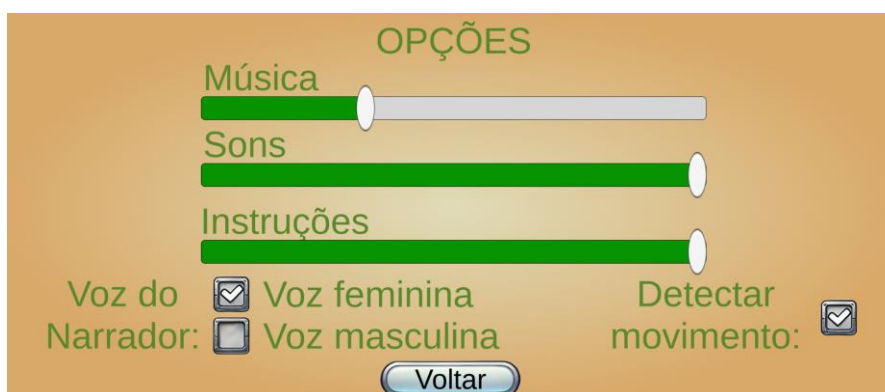 OPÇÕES
Música
Sons
Instruções
Voz do Narrador:
Voz feminina
Voz masculina
Detectar movimento:
Voltar